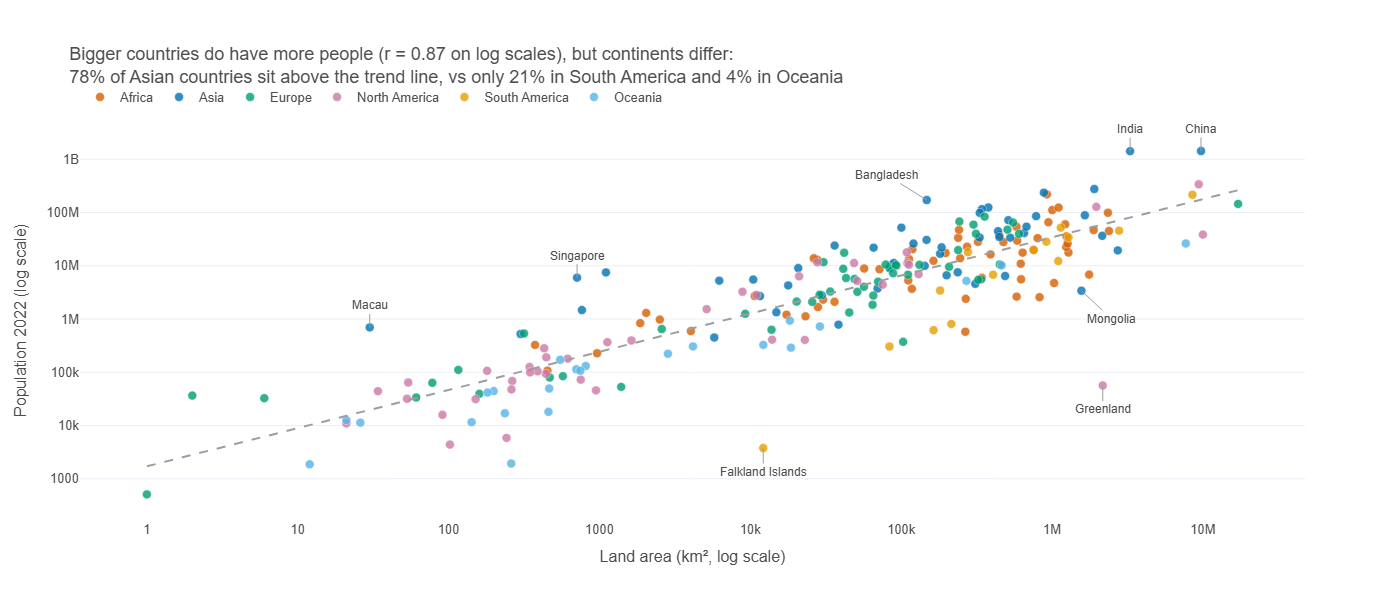 Bigger countries do have more people (r = 0.87 on log scales), but continents differ:
78% of Asian countries sit above the trend line, vs only 21% in South America and 4% in Oceania
Africa Asia Europe North America South America Oceania
India China
1B
Bangladesh
100M
Singapore
10M
Macau
Mongolia
1M
100k
Greenland
10k
Falkland Islands
1000
Population 2022 (log scale)
1 10 100 1000 10k 100k 1M 10M
Land area (km², log scale)